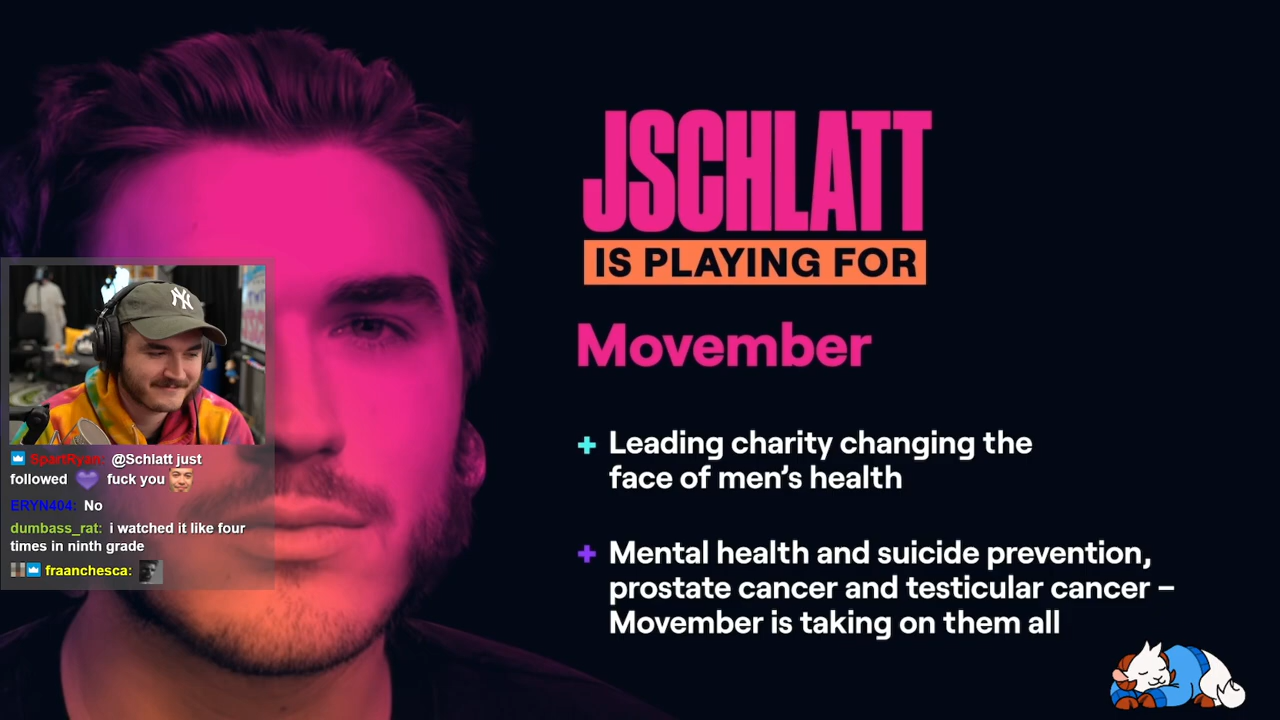 JSCHLATT
IS PLAYING FOR
Movember
+ Leading charity changing the
face of men's health
+ Mental health and suicide prevention,
prostate cancer and testicular cancer –
Movember is taking on them all
NY
SpartRyan: @Schlatt just
followed fuck you
ERYN404: No
dumbass_rat: i watched it like four
times in ninth grade
fraanchesca: